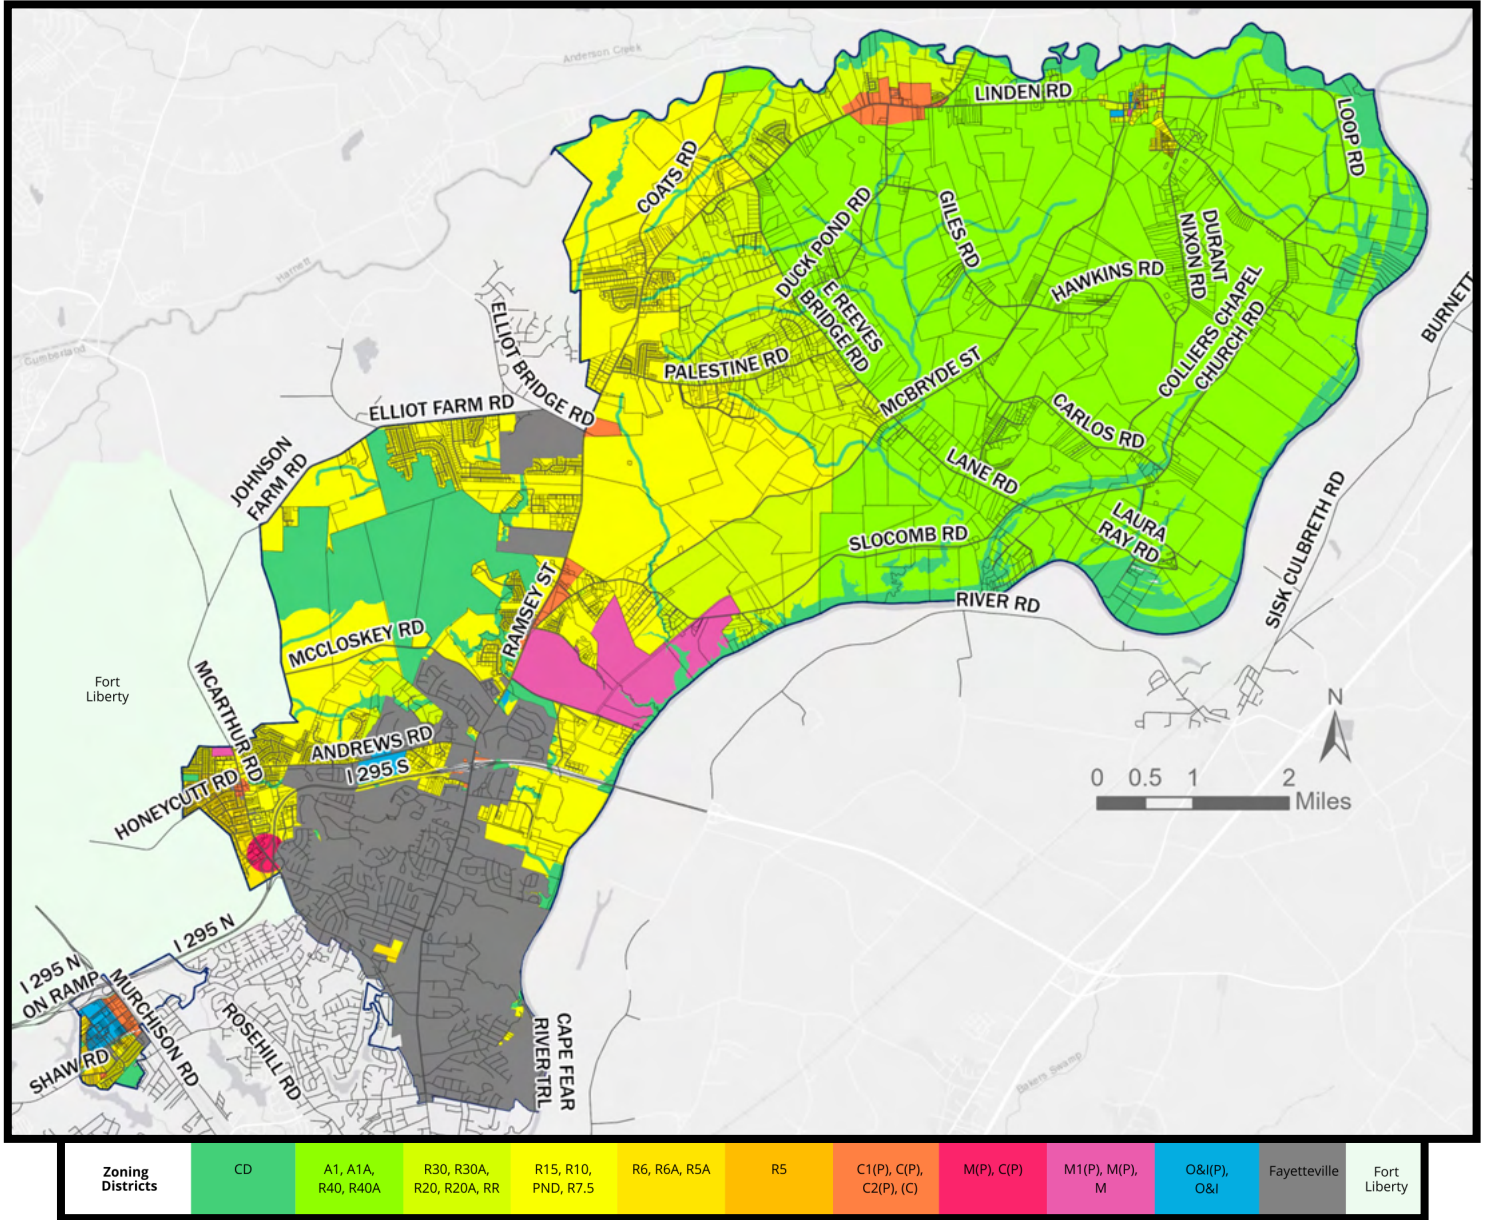 Anderson Creek
LINDEN RD
LOOP RD
COATS RD
DUCK POND RD
GILES RD
DURANT
NIXON RD
Harnett
HAWKINS RD
COLLIERS CHAPEL
CHURCH RD
BURNETT
E REEVES
BRIDGE RD
ELLIOT BRIDGE RD
Cumberland
PALESTINE RD
MCBRYDE ST
ELLIOT FARM RD
CARLOS RD
JOHNSON
FARM RD
LANE RD
SISK CULBRETH RD
LAURA
RAY RD
SLOCOMB RD
RAMSEY ST
RIVER RD
MCCLOSKEY RD
Fort
Liberty
MCARTHUR RD
N
ANDREWS RD
I 295 S
0 0.5 1 2
Miles
HONEYCUTT RD
I 295 N
I 295 N
ON RAMP
MURCHISON RD
ROSEHILL RD
SHAW RD
CAPE FEAR
RIVER TRL
Bakers Swamp
Zoning
Districts
CD
A1, A1A,
R40, R40A
R30, R30A,
R20, R20A, RR
R15, R10,
PND, R7.5
R6, R6A, R5A
R5
C1(P), C(P),
C2(P), (C)
M(P), C(P)
M1(P), M(P),
M
O&I(P),
O&I
Fayetteville
Fort
Liberty